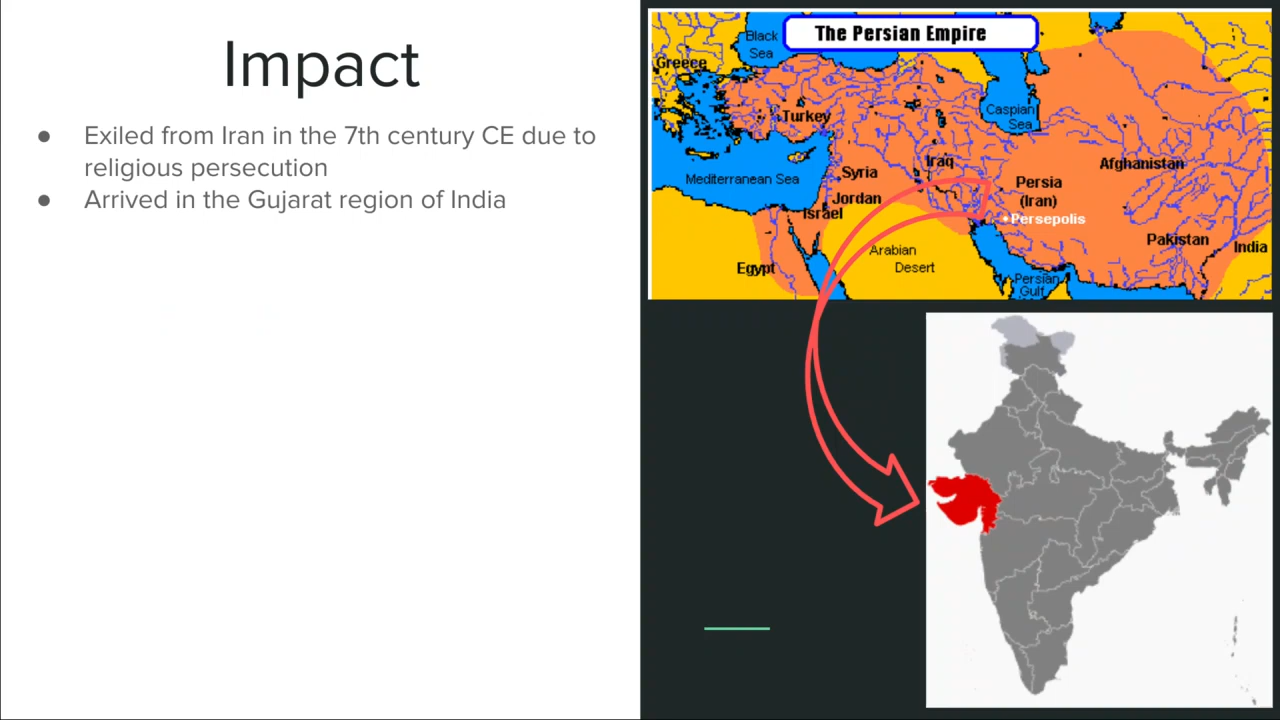 Impact
● Exiled from Iran in the 7th century CE due to
religious persecution
● Arrived in the Gujarat region of India
The Persian Empire
Black
Sea
Greece
Turkey
Caspian
Sea
Mediterranean Sea
Syria
Iraq
Afghanistan
Jordan
Israel
Persia
(Iran)
Persepolis
Egypt
Arabian
Desert
Pakistan
India
Persian
Gulf